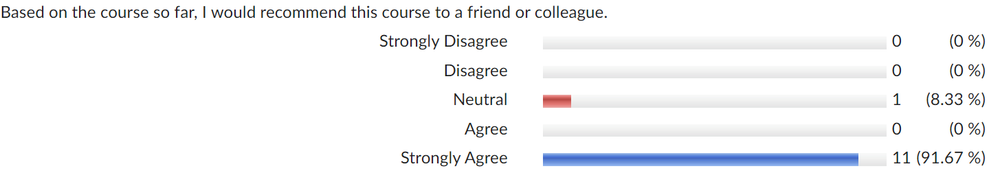 Based on the course so far, I would recommend this course to a friend or colleague.
Strongly Disagree 0 (0 %)
Disagree 0 (0 %)
Neutral 1 (8.33 %)
Agree 0 (0 %)
Strongly Agree 11 (91.67 %)